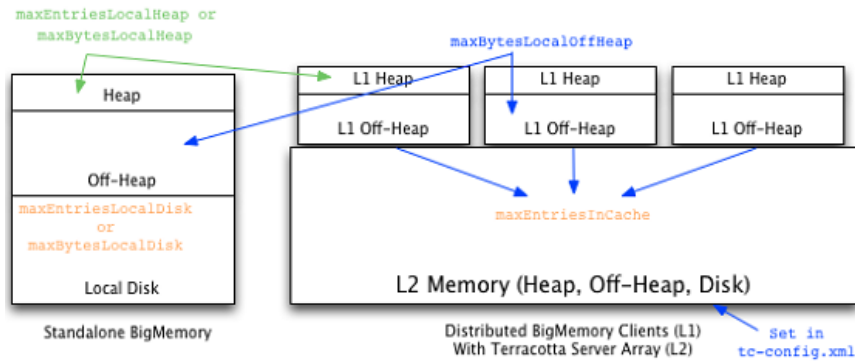 maxEntriesLocalHeap or
maxBytesLocalHeap
maxBytesLocalOffHeap
Heap
Off-Heap
maxEntriesLocalDisk
or
maxBytesLocalDisk
Local Disk
Standalone BigMemory
L1 Heap
L1 Off-Heap
L1 Heap
L1 Off-Heap
L1 Heap
L1 Off-Heap
maxEntriesInCache
L2 Memory (Heap, Off-Heap, Disk)
Distributed BigMemory Clients (L1)
With Terracotta Server Array (L2)
Set in
tc-config.xml